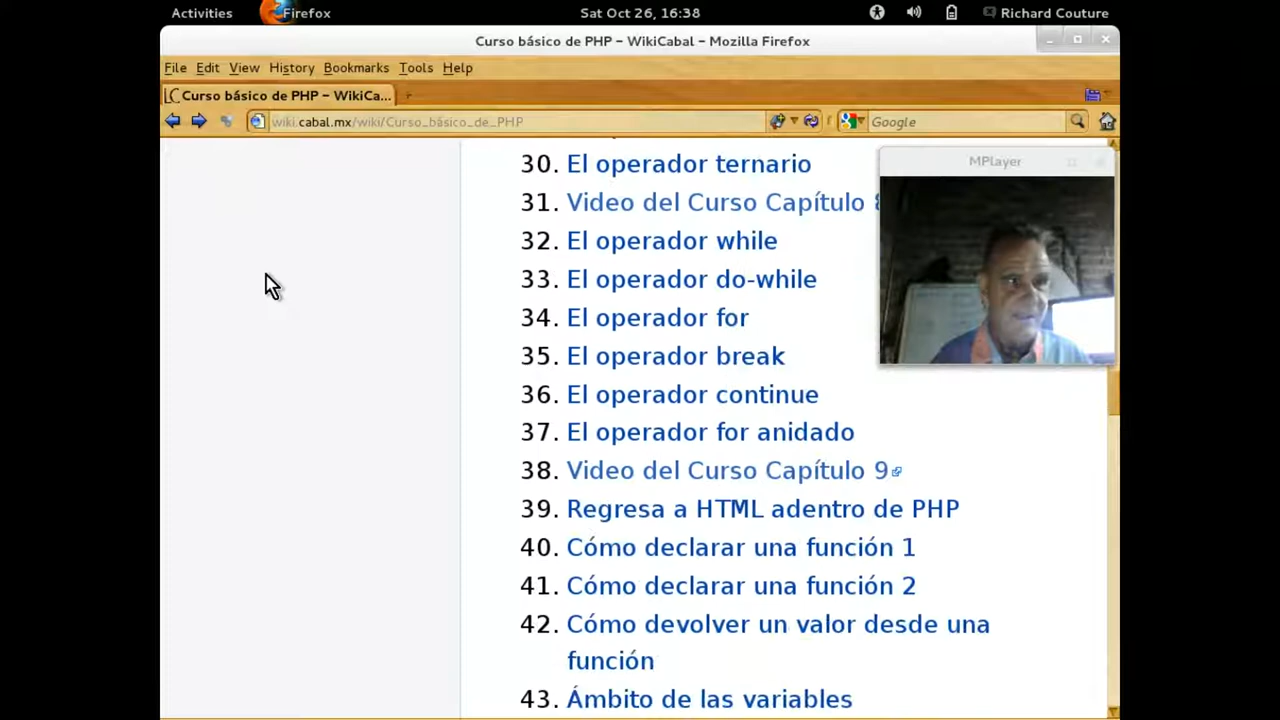 Activities Firefox Sat Oct 26, 16:38 Richard Couture
Curso básico de PHP – WikiCabal – Mozilla Firefox
File Edit View History Bookmarks Tools Help
Curso básico de PHP – WikiCa...
wiki.cabal.mx/wiki/Curso_básico_de_PHP Google
MPlayer
30. El operador ternario
31. Video del Curso Capítulo
32. El operador while
33. El operador do-while
34. El operador for
35. El operador break
36. El operador continue
37. El operador for anidado
38. Video del Curso Capítulo 9
39. Regresa a HTML adentro de PHP
40. Cómo declarar una función 1
41. Cómo declarar una función 2
42. Cómo devolver un valor desde una
función
43. Ámbito de las variables